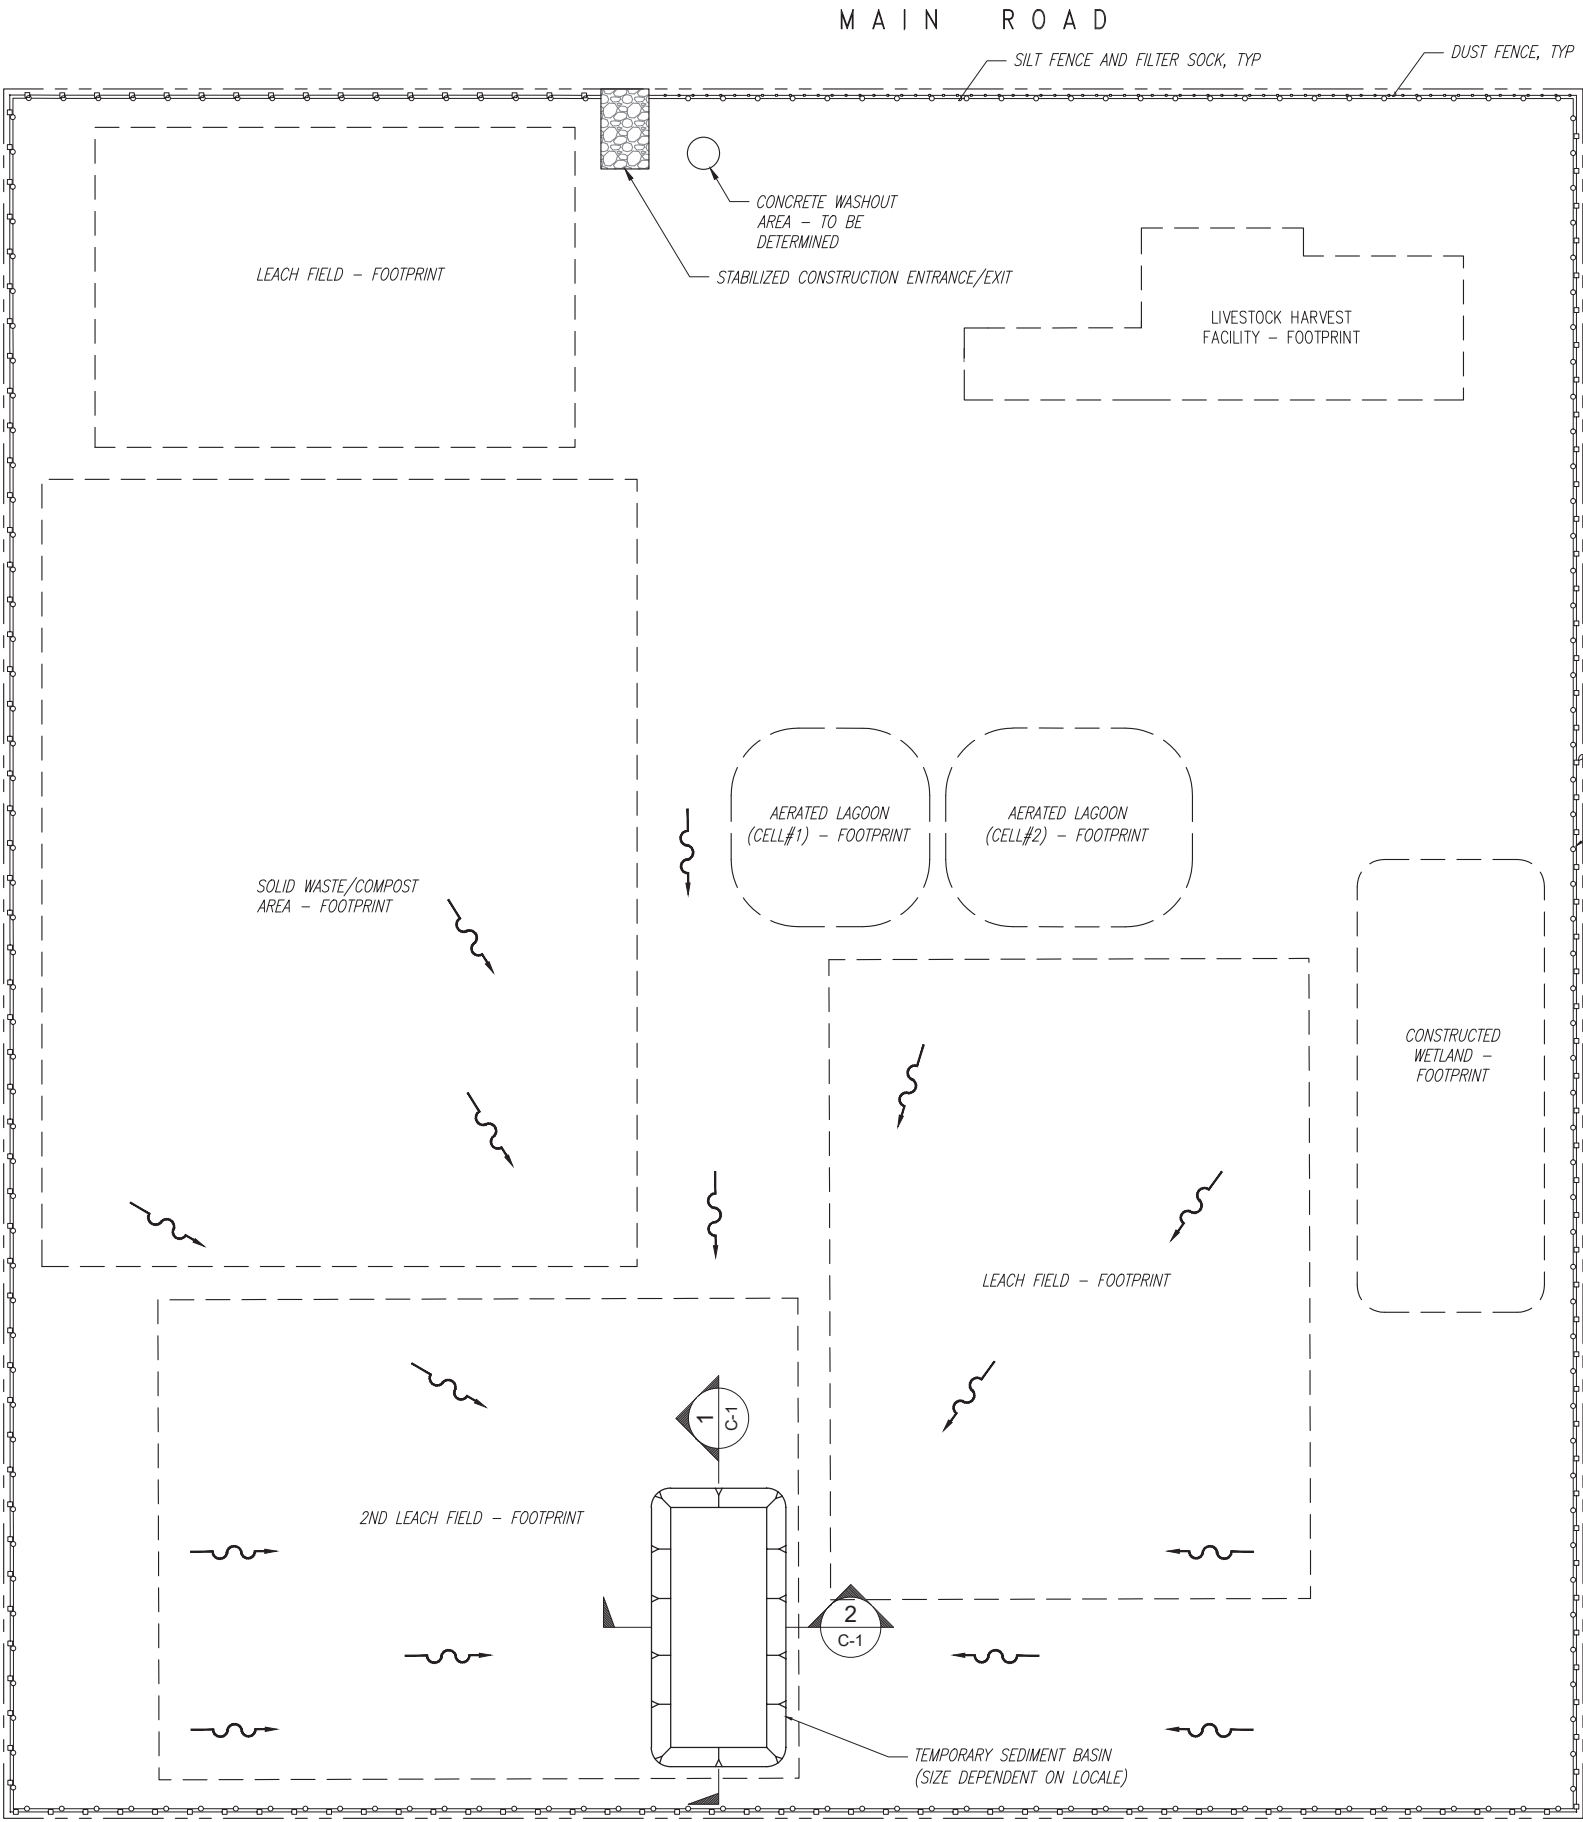 MAIN ROAD
SILT FENCE AND FILTER SOCK, TYP
DUST FENCE, TYP
CONCRETE WASHOUT
AREA – TO BE
DETERMINED
STABILIZED CONSTRUCTION ENTRANCE/EXIT
LEACH FIELD – FOOTPRINT
LIVESTOCK HARVEST
FACILITY – FOOTPRINT
AERATED LAGOON
(CELL#1) – FOOTPRINT
AERATED LAGOON
(CELL#2) – FOOTPRINT
SOLID WASTE/COMPOST
AREA – FOOTPRINT
CONSTRUCTED
WETLAND –
FOOTPRINT
LEACH FIELD – FOOTPRINT
1
C-1
2ND LEACH FIELD – FOOTPRINT
2
C-1
TEMPORARY SEDIMENT BASIN
(SIZE DEPENDENT ON LOCALE)